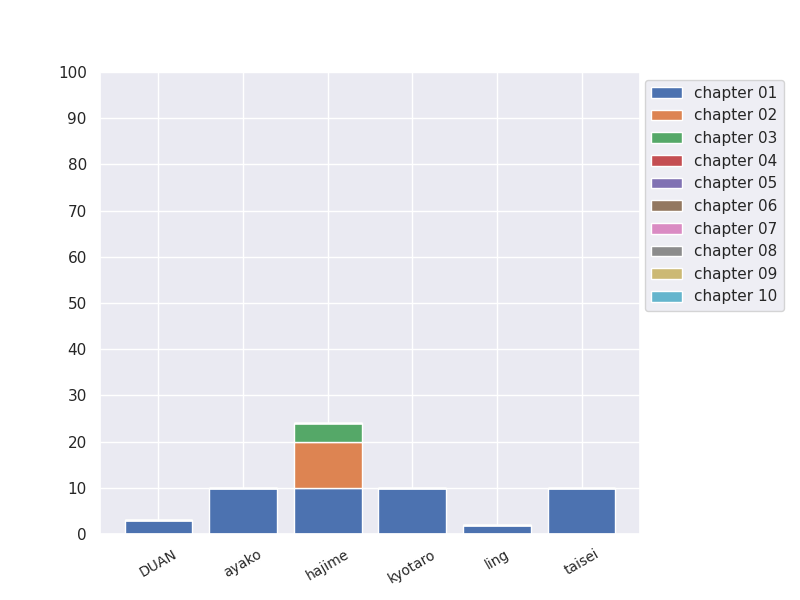 100
90
80
70
60
50
40
30
20
10
0
DUAN
ayako
hajime
kyotaro
ling
taisei
chapter 01
chapter 02
chapter 03
chapter 04
chapter 05
chapter 06
chapter 07
chapter 08
chapter 09
chapter 10